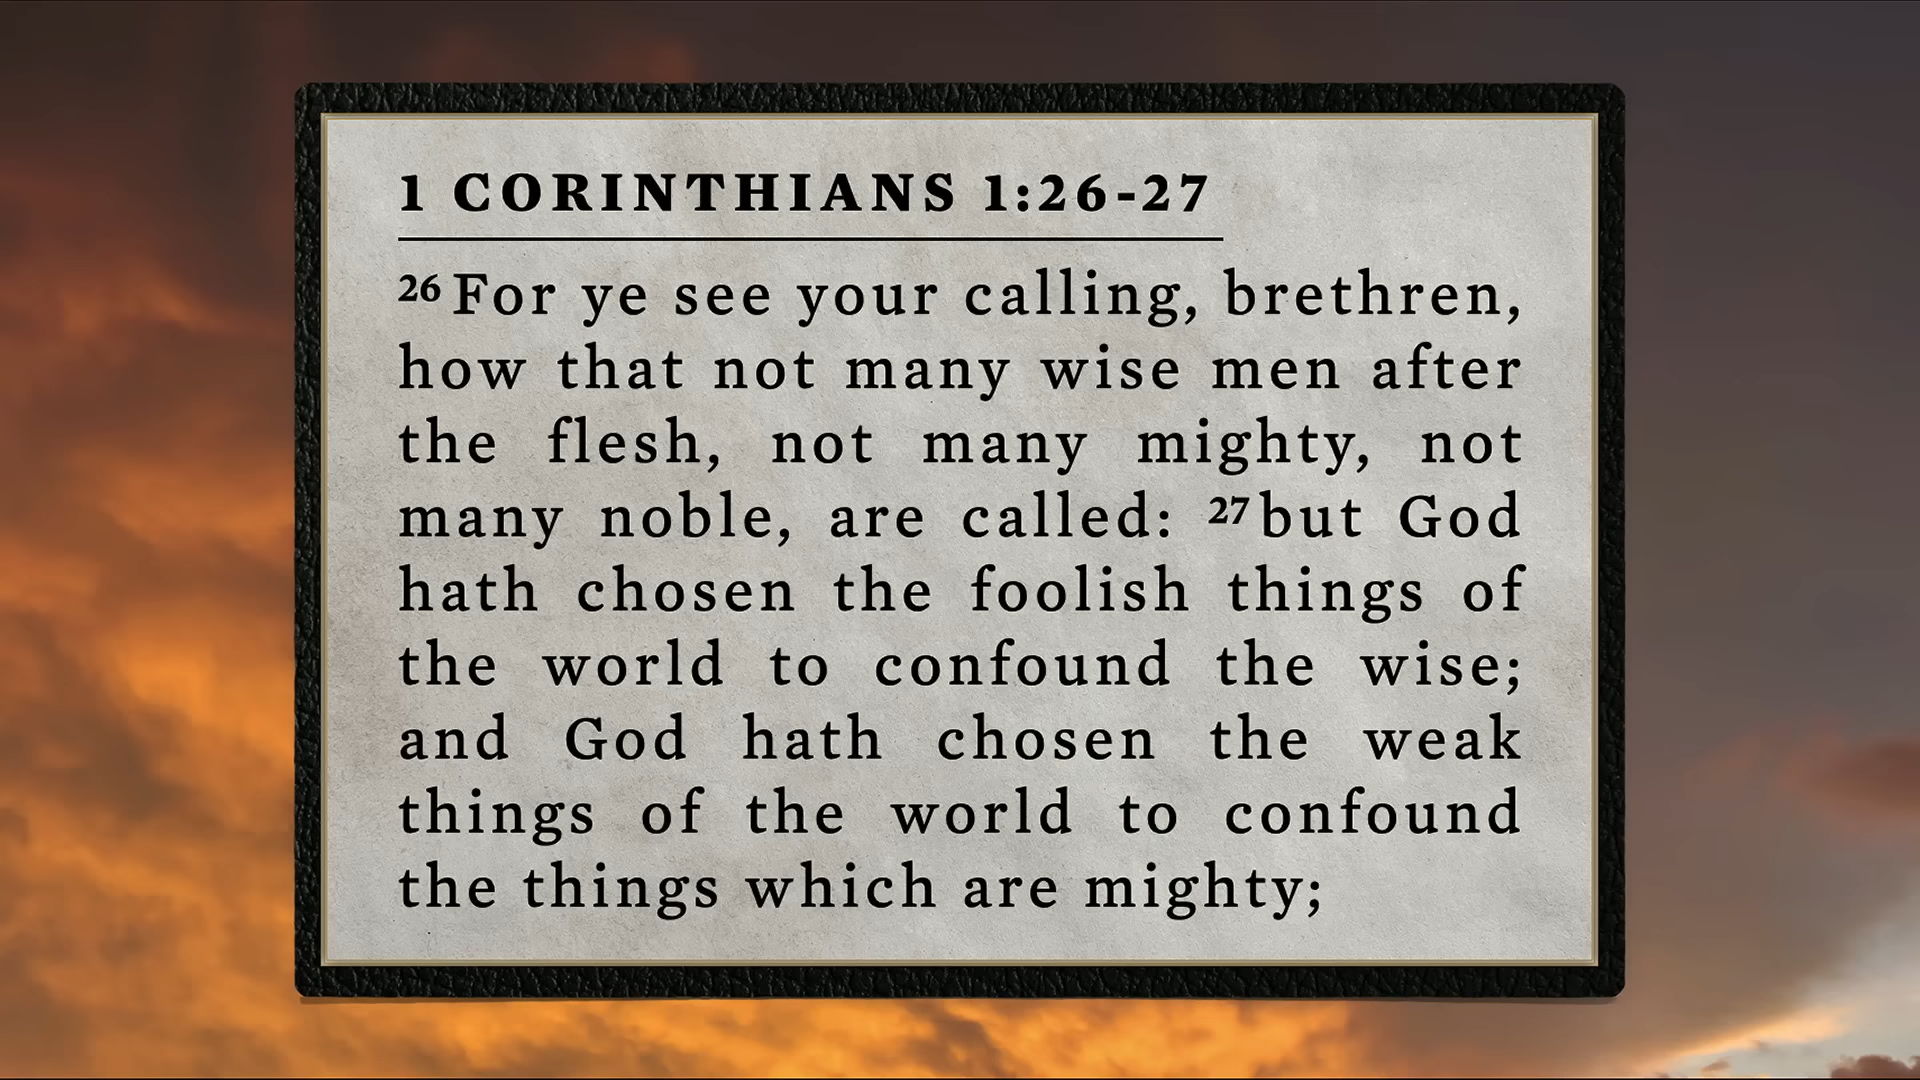 1 CORINTHIANS 1:26-27
26 For ye see your calling, brethren,
how that not many wise men after
the flesh, not many mighty, not
many noble, are called: 27 but God
hath chosen the foolish things of
the world to confound the wise;
and God hath chosen the weak
things of the world to confound
the things which are mighty;